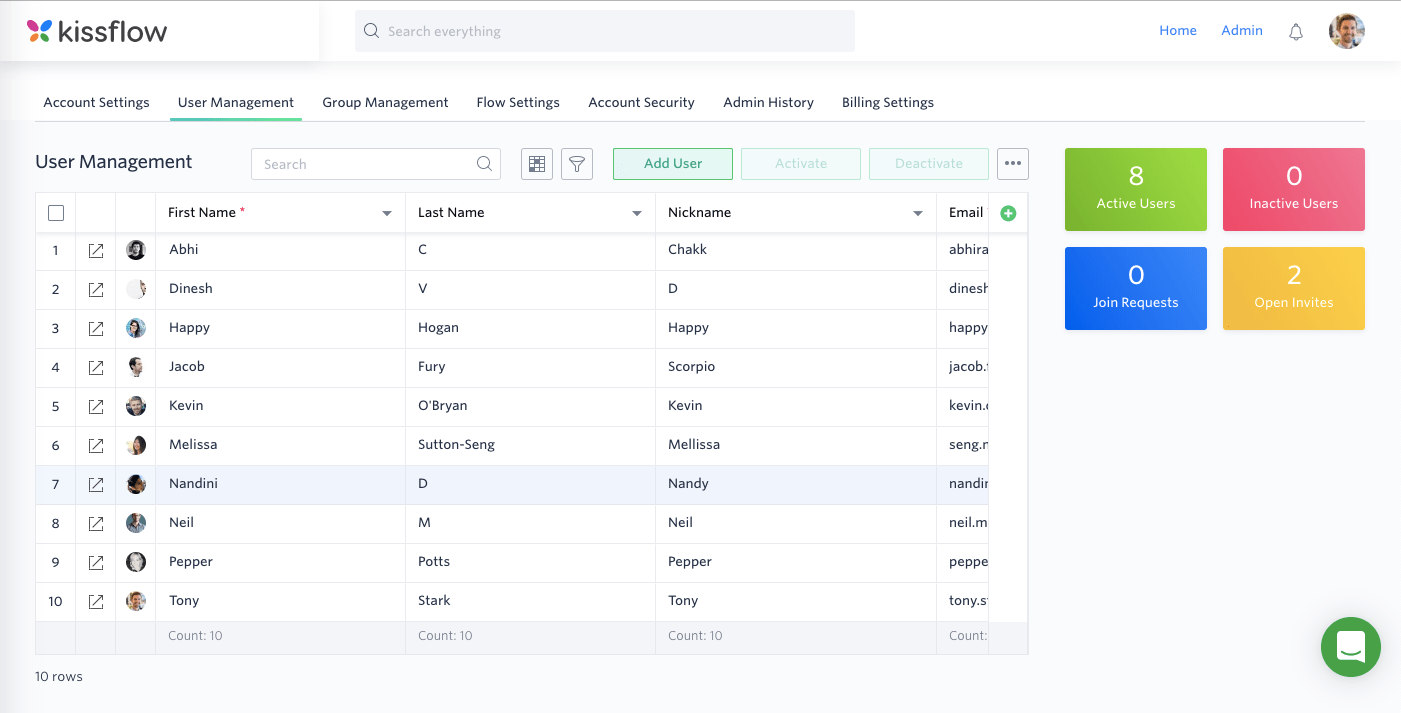 kissflow
Search everything
Home Admin
Account Settings User Management Group Management Flow Settings Account Security Admin History Billing Settings
User Management Search Add User Activate Deactivate
First Name * Last Name Nickname Email
1 Abhi C Chakk abhira
2 Dinesh V D dinesh
3 Happy Hogan Happy happy
4 Jacob Fury Scorpio jacob.
5 Kevin O'Bryan Kevin kevin.
6 Melissa Sutton-Seng Mellissa seng.
7 Nandini D Nandy nandi
8 Neil M Neil neil.m
9 Pepper Potts Pepper peppe
10 Tony Stark Tony tony.s
Count: 10 Count: 10 Count: 10 Count:
10 rows
8
Active Users
0
Inactive Users
0
Join Requests
2
Open Invites